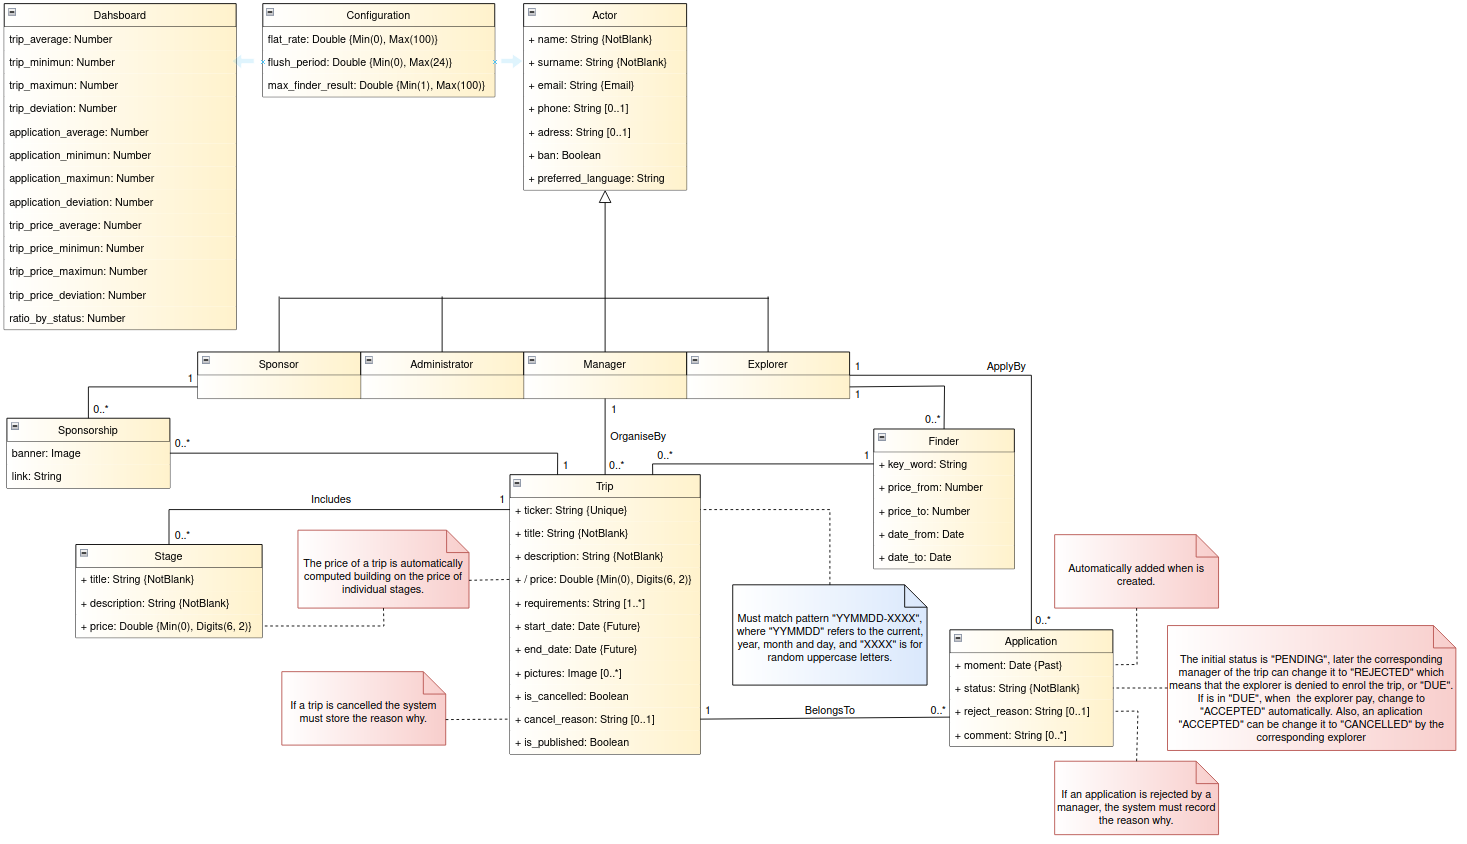 Dahsboard
trip_average: Number
trip_minimun: Number
trip_maximun: Number
trip_deviation: Number
application_average: Number
application_minimun: Number
application_maximun: Number
application_deviation: Number
trip_price_average: Number
trip_price_minimun: Number
trip_price_maximun: Number
trip_price_deviation: Number
ratio_by_status: Number
Configuration
flat_rate: Double {Min(0), Max(100)}
flush_period: Double {Min(0), Max(24)}
max_finder_result: Double {Min(1), Max(100)}
Actor
+ name: String {NotBlank}
+ surname: String {NotBlank}
+ email: String {Email}
+ phone: String [0..1]
+ adress: String [0..1]
+ ban: Boolean
+ preferred_language: String
Sponsor
Administrator
Manager
Explorer
1
0..*
1
OrganiseBy
0..*
1
ApplyBy
1
0..*
0..*
Sponsorship
banner: Image
link: String
0..*
1
0..*
1
Finder
+ key_word: String
+ price_from: Number
+ price_to: Number
+ date_from: Date
+ date_to: Date
Includes
1
0..*
Stage
+ title: String {NotBlank}
+ description: String {NotBlank}
+ price: Double {Min(0), Digits(6, 2)}
The price of a trip is automatically
computed building on the price of
individual stages.
If a trip is cancelled the system
must store the reason why.
Trip
+ ticker: String {Unique}
+ title: String {NotBlank}
+ description: String {NotBlank}
+ / price: Double {Min(0), Digits(6, 2)}
+ requirements: String [1..*]
+ start_date: Date {Future}
+ end_date: Date {Future}
+ pictures: Image [0..*]
+ is_cancelled: Boolean
+ cancel_reason: String [0..1]
+ is_published: Boolean
Must match pattern "YYMMDD-XXXX",
where "YYMMDD" refers to the current,
year, month and day, and "XXXX" is for
random uppercase letters.
1
BelongsTo
0..*
Application
+ moment: Date {Past}
+ status: String {NotBlank}
+ reject_reason: String [0..1]
+ comment: String [0..*]
Automatically added when is
created.
The initial status is "PENDING", later the corresponding
manager of the trip can change it to "REJECTED" which
means that the explorer is denied to enrol the trip, or "DUE".
If is in "DUE", when  the explorer pay, change to
"ACCEPTED" automatically. Also, an aplication
"ACCEPTED" can be change it to "CANCELLED" by the
corresponding explorer
If an application is rejected by a
manager, the system must record
the reason why.